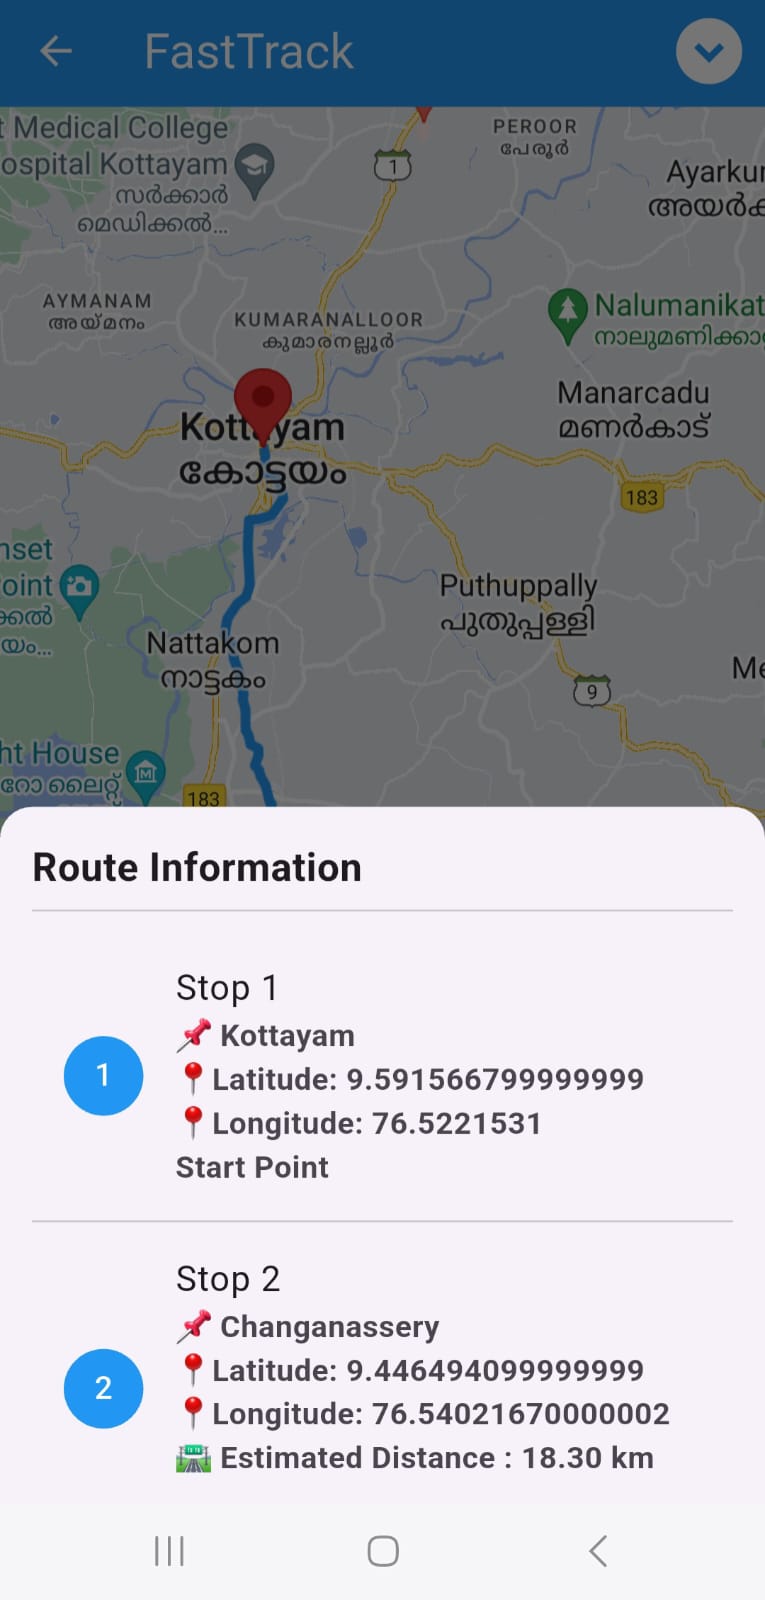 FastTrack
t Medical College
ospital Kottayam
സർക്കാർ
മെഡിക്കൽ...
1
PEROOR
പേരൂർ
Ayarku
അയർക
AYMANAM
അയ്മനം
KUMARANALLOOR
കുമാരനല്ലൂർ
Nalumanikat
നാലുമണിക്കാ
Manarcadu
മണർകാട്
Kottayam
കോട്ടയം
183
nset
oint
ക്കൽ
യം...
Puthuppally
പുതുപ്പള്ളി
Nattakom
നാട്ടകം
Me
9
ht House
റോ ലൈറ്റ്
183
Route Information
Stop 1
1
📌 Kottayam
📍Latitude: 9.591566799999999
📍Longitude: 76.5221531
Start Point
Stop 2
2
📌 Changanassery
📍Latitude: 9.446494099999999
📍Longitude: 76.54021670000002
🛣️ Estimated Distance : 18.30 km